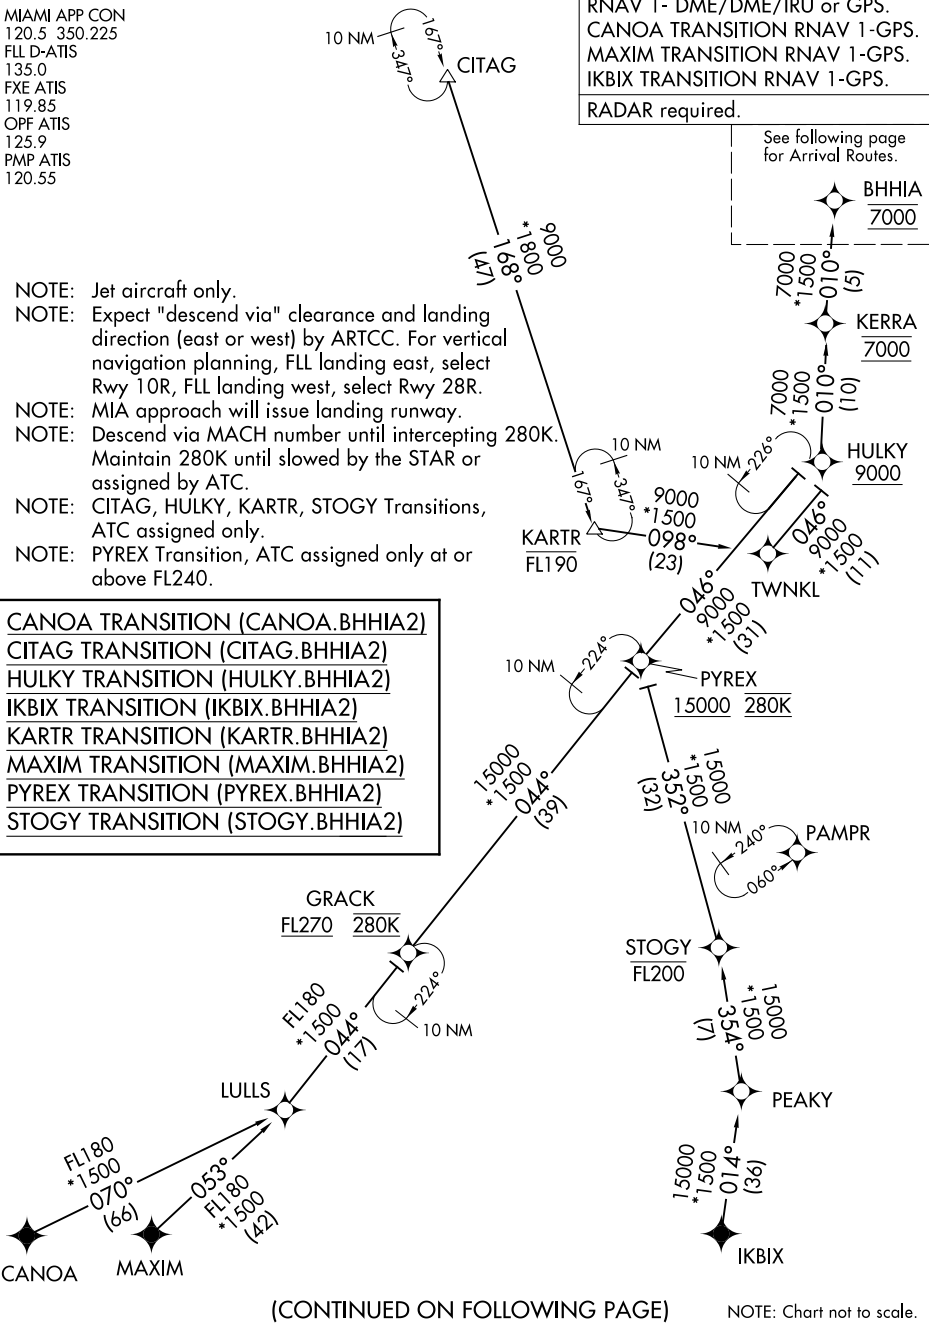 MIAMI APP CON
120.5 350.225
FLL D-ATIS
135.0
FXE ATIS
119.85
OPF ATIS
125.9
PMP ATIS
120.55
RNAV 1- DME/DME/IRU or GPS.
CANOA TRANSITION RNAV 1-GPS.
MAXIM TRANSITION RNAV 1-GPS.
IKBIX TRANSITION RNAV 1-GPS.
RADAR required.
See following page
for Arrival Routes.
10 NM
167°
347°
CITAG
9000
*1800
168°
(47)
BHHIA
7000
7000
*1500
010°
(5)
KERRA
7000
7000
*1500
010°
(10)
HULKY
9000
10 NM
226°
NOTE: Jet aircraft only.
NOTE: Expect "descend via" clearance and landing
direction (east or west) by ARTCC. For vertical
navigation planning, FLL landing east, select
Rwy 10R, FLL landing west, select Rwy 28R.
NOTE: MIA approach will issue landing runway.
NOTE: Descend via MACH number until intercepting 280K.
Maintain 280K until slowed by the STAR or
assigned by ATC.
NOTE: CITAG, HULKY, KARTR, STOGY Transitions,
ATC assigned only.
NOTE: PYREX Transition, ATC assigned only at or
above FL240.
10 NM
167°
347°
KARTR
FL190
9000
*1500
098°
(23)
TWNKL
046°
9000
*1500
(11)
046°
9000
*1500
(31)
CANOA TRANSITION (CANOA.BHHIA2)
CITAG TRANSITION (CITAG.BHHIA2)
HULKY TRANSITION (HULKY.BHHIA2)
IKBIX TRANSITION (IKBIX.BHHIA2)
KARTR TRANSITION (KARTR.BHHIA2)
MAXIM TRANSITION (MAXIM.BHHIA2)
PYREX TRANSITION (PYREX.BHHIA2)
STOGY TRANSITION (STOGY.BHHIA2)
10 NM
224°
PYREX
15000 280K
15000
*1500
044°
(39)
15000
*1500
352°
(32)
10 NM
240°
060°
PAMPR
GRACK
FL270 280K
224°
10 NM
STOGY
FL200
15000
*1500
354°
(7)
FL180
*1500
044°
(17)
LULLS
PEAKY
FL180
*1500
070°
(66)
053°
FL180
*1500
(42)
15000
*1500
014°
(36)
CANOA
MAXIM
IKBIX
(CONTINUED ON FOLLOWING PAGE)
NOTE: Chart not to scale.